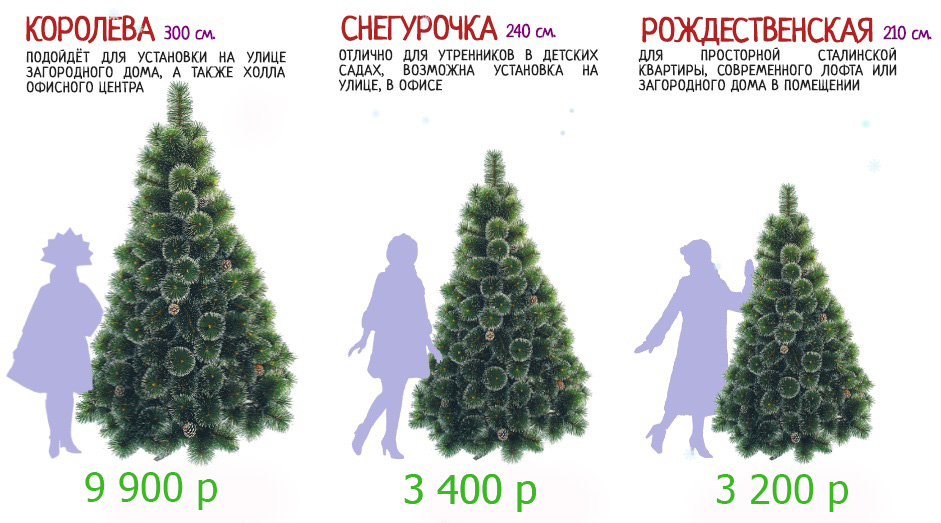 КОРОЛЕВА 300 см.
ПОДОЙДЁТ ДЛЯ УСТАНОВКИ НА УЛИЦЕ
ЗАГОРОДНОГО ДОМА, А ТАКЖЕ ХОЛЛА
ОФИСНОГО ЦЕНТРА
9 900 р
СНЕГУРОЧКА 240 см.
ОТЛИЧНО ДЛЯ УТРЕННИКОВ В ДЕТСКИХ
САДАХ, ВОЗМОЖНА УСТАНОВКА НА
УЛИЦЕ, В ОФИСЕ
3 400 р
РОЖДЕСТВЕНСКАЯ 210 см.
ДЛЯ ПРОСТОРНОЙ СТАЛИНСКОЙ
КВАРТИРЫ, СОВРЕМЕННОГО ЛОФТА ИЛИ
ЗАГОРОДНОГО ДОМА В ПОМЕЩЕНИИ
3 200 р